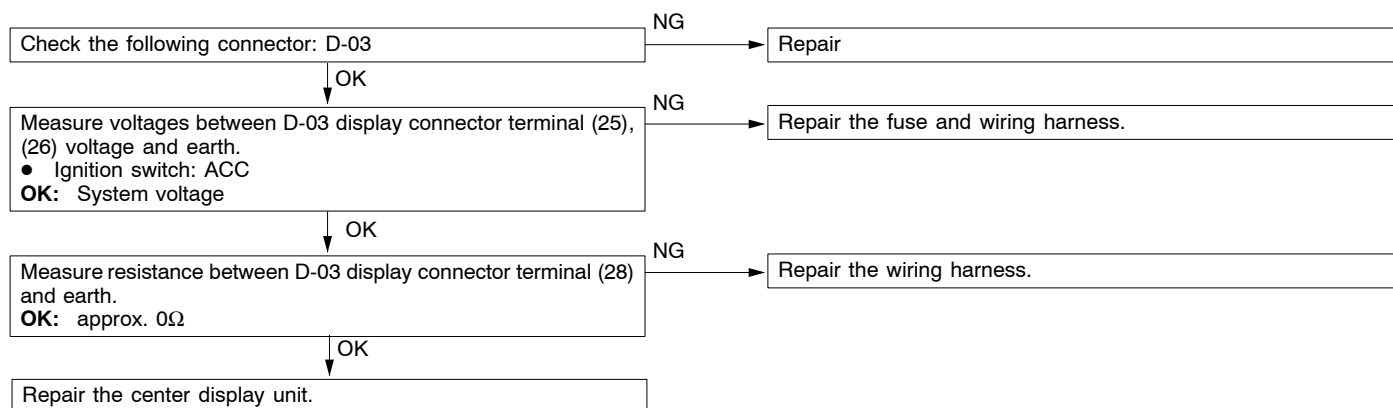 NG
Check the following connector: D-03
Repair
OK
NG
Measure voltages between D-03 display connector terminal (25),
(26) voltage and earth.
● Ignition switch: ACC
OK: System voltage
Repair the fuse and wiring harness.
OK
NG
Measure resistance between D-03 display connector terminal (28)
and earth.
OK: approx. 0Ω
Repair the wiring harness.
OK
Repair the center display unit.